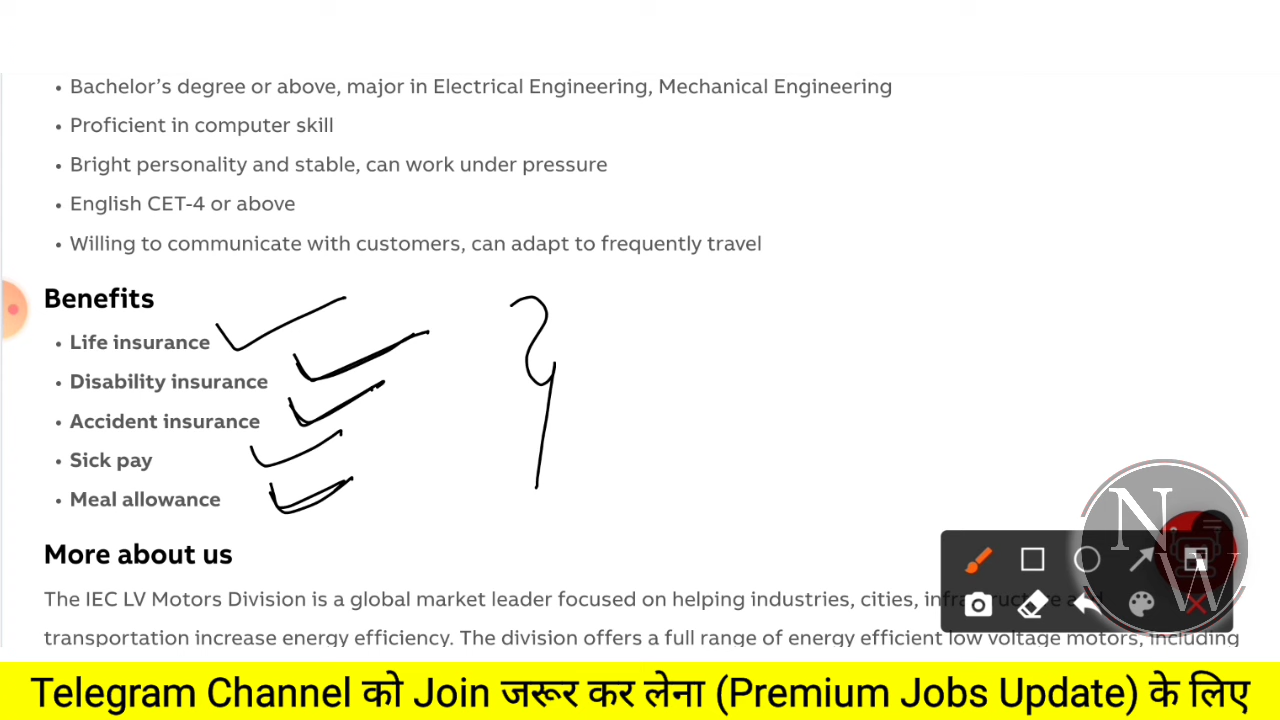 • Bachelor’s degree or above, major in Electrical Engineering, Mechanical Engineering
• Proficient in computer skill
• Bright personality and stable, can work under pressure
• English CET-4 or above
• Willing to communicate with customers, can adapt to frequently travel
Benefits
• Life insurance
• Disability insurance
• Accident insurance
• Sick pay
• Meal allowance
More about us
The IEC LV Motors Division is a global market leader focused on helping industries, cities, infrastructure and
transportation increase energy efficiency. The division offers a full range of energy efficient low voltage motors, including
N
W
Telegram Channel को Join जरूर कर लेना (Premium Jobs Update) के लिए